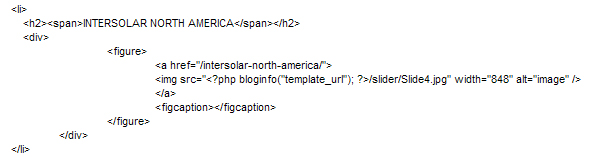 <li>
<h2><span>INTERSOLAR NORTH AMERICA</span></h2>
<div>
<figure>
<a href="/intersolar-north-america/">
<img src="<?php bloginfo("template_url"); ?>/slider/Slide4.jpg" width="848" alt="image" />
</a>
<figcaption></figcaption>
</figure>
</div>
</li>